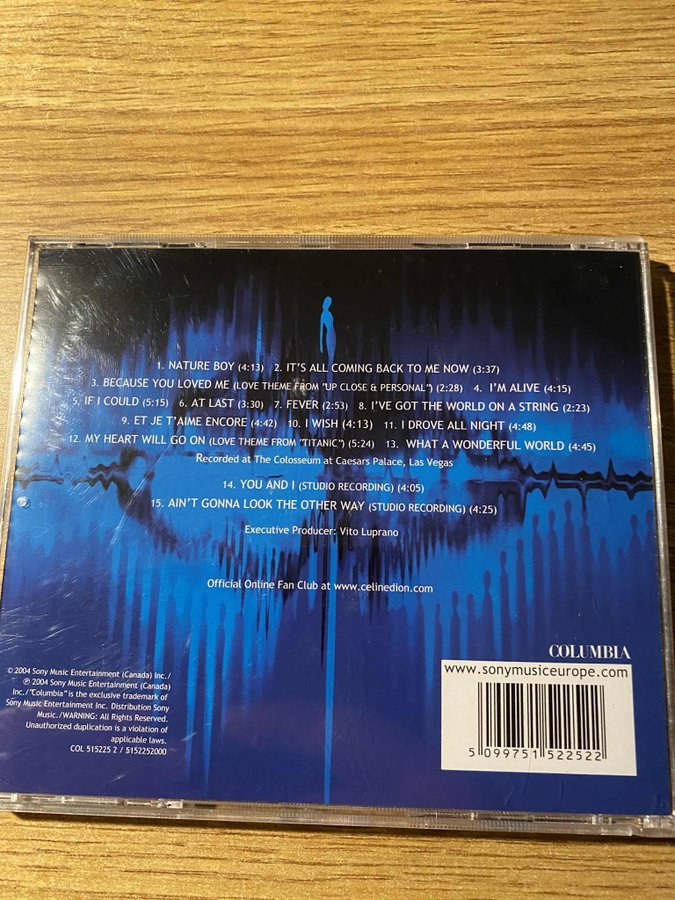 1. NATURE BOY (4:13) 2. IT'S ALL COMING BACK TO ME NOW (3:37)
3. BECAUSE YOU LOVED ME (LOVE THEME FROM "UP CLOSE & PERSONAL") (2:28) 4. I'M ALIVE (4:15)
5. IF I COULD (5:15) 6. AT LAST (3:30) 7. FEVER (2:53) 8. I'VE GOT THE WORLD ON A STRING (2:23)
9. ET JE T'AIME ENCORE (4:42) 10. I WISH (4:13) 11. I DROVE ALL NIGHT (4:48)
12. MY HEART WILL GO ON (LOVE THEME FROM "TITANIC") (5:24) 13. WHAT A WONDERFUL WORLD (4:45)
Recorded at The Colosseum at Caesars Palace, Las Vegas
14. YOU AND I (STUDIO RECORDING) (4:05)
15. AIN'T GONNA LOOK THE OTHER WAY (STUDIO RECORDING) (4:25)
Executive Producer: Vito Luprano
Official Online Fan Club at www.celinedion.com
© 2004 Sony Music Entertainment (Canada) Inc./
℗ 2004 Sony Music Entertainment (Canada)
Inc./"Columbia" is the exclusive trademark of
Sony Music Entertainment Inc. Distribution Sony
Music./WARNING: All Rights Reserved.
Unauthorized duplication is a violation of
applicable laws.
COL 515225 2 / 5152252000
COLUMBIA
www.sonymusiceurope.com
5 099751 522522